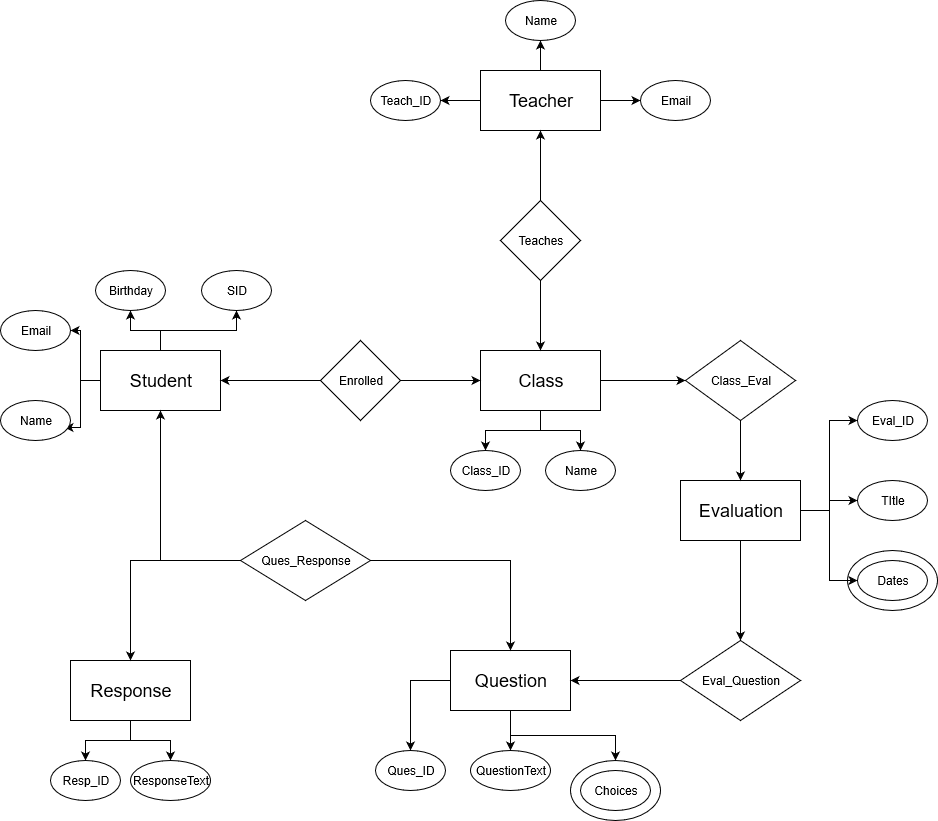 Name
Teach_ID
Teacher
Email
Teaches
Birthday
SID
Email
Student
Enrolled
Class
Class_Eval
Name
Class_ID
Name
Eval_ID
TItle
Evaluation
Dates
Ques_Response
Response
Question
Eval_Question
Resp_ID
ResponseText
Ques_ID
QuestionText
Choices